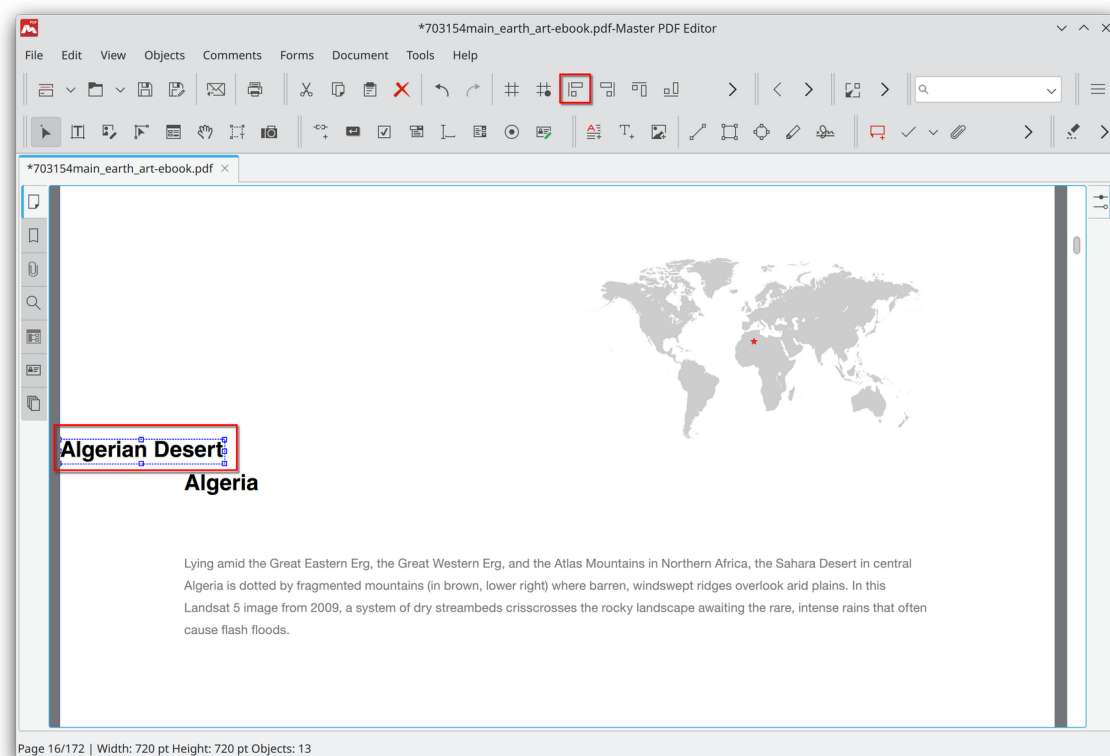 *703154main_earth_art-ebook.pdf-Master PDF Editor
File Edit View Objects Comments Forms Document Tools Help
*703154main_earth_art-ebook.pdf
Algerian Desert
Algeria
Lying amid the Great Eastern Erg, the Great Western Erg, and the Atlas Mountains in Northern Africa, the Sahara Desert in central
Algeria is dotted by fragmented mountains (in brown, lower right) where barren, windswept ridges overlook arid plains. In this
Landsat 5 image from 2009, a system of dry streambeds crisscrosses the rocky landscape awaiting the rare, intense rains that often
cause flash floods.
Page 16/172 | Width: 720 pt Height: 720 pt Objects: 13